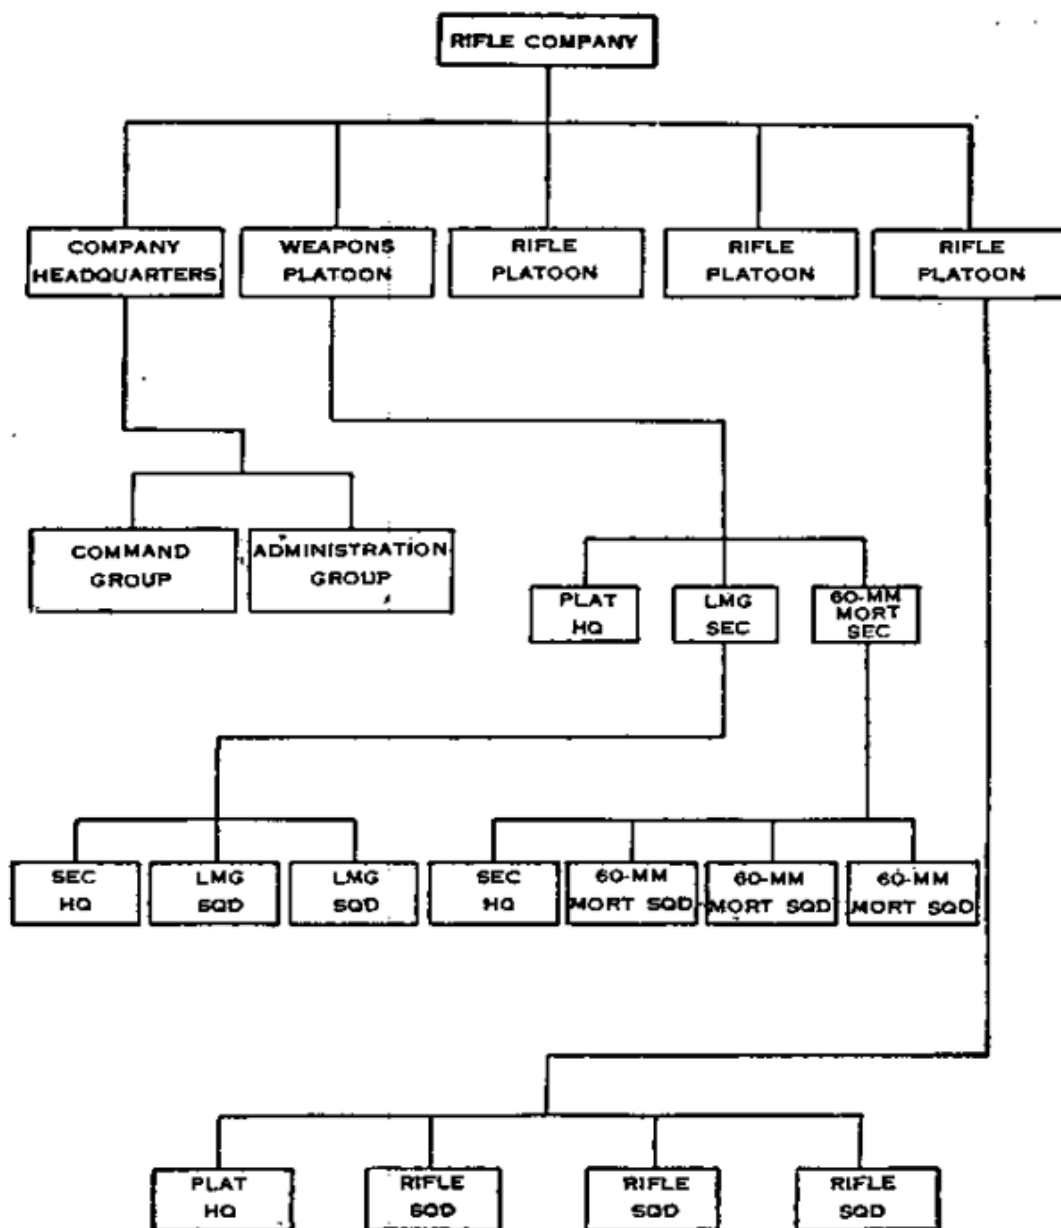 RIFLE COMPANY
COMPANY
HEADQUARTERS
WEAPONS
PLATOON
RIFLE
PLATOON
RIFLE
PLATOON
RIFLE
PLATOON
COMMAND
GROUP
ADMINISTRATION
GROUP
PLAT
HQ
LMG
SEC
60-MM
MORT
SEC
SEC
HQ
LMG
SQD
LMG
SQD
SEC
HQ
60-MM
MORT SQD
60-MM
MORT SQD
60-MM
MORT SQD
PLAT
HQ
RIFLE
SQD
RIFLE
SQD
RIFLE
SQD